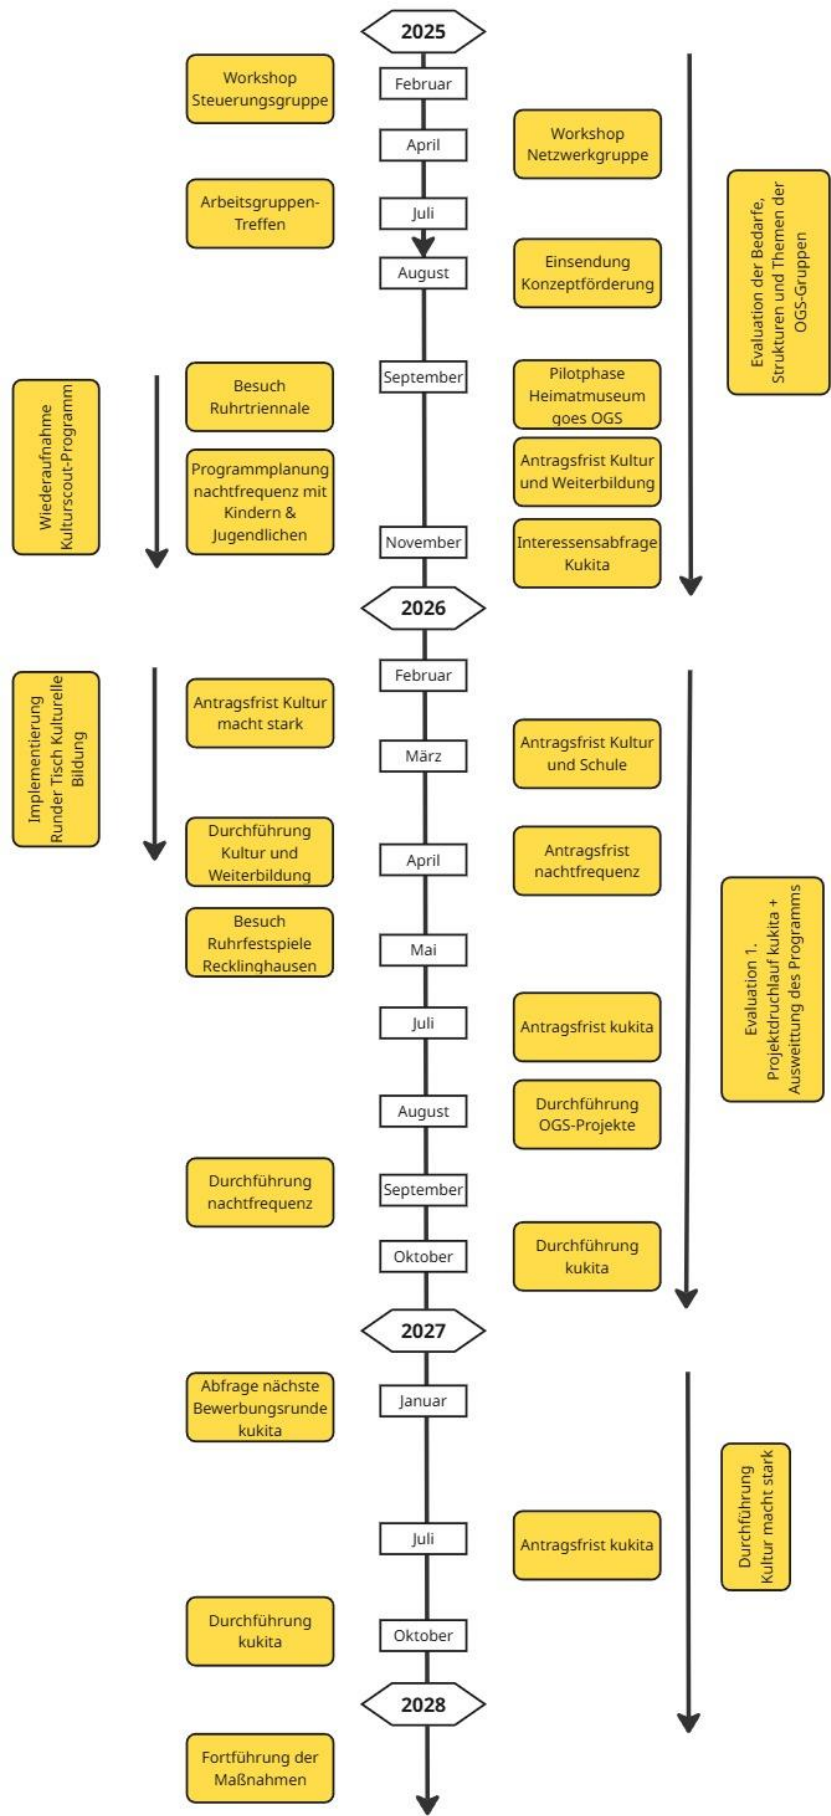 2025
Workshop
Steuerungsgruppe
Februar
April
Workshop
Netzwerkgruppe
Arbeitsgruppen-
Treffen
Juli
August
Einsendung
Konzeptförderung
Evaluation der Bedarfe,
Strukturen und Themen der
OGS-Gruppen
Wiederaufnahme
Kulturscout-Programm
Besuch
Ruhrtriennale
September
Pilotphase
Heimatmuseum
goes OGS
Programmplanung
nachtfrequenz mit
Kindern &
Jugendlichen
Antragsfrist Kultur
und Weiterbildung
November
Interessensabfrage
Kukita
2026
Februar
Implementierung
Runder Tisch Kulturelle
Bildung
Antragsfrist Kultur
macht stark
März
Antragsfrist Kultur
und Schule
Durchführung
Kultur und
Weiterbildung
April
Antragsfrist
nachtfrequenz
Besuch
Ruhrfestspiele
Recklinghausen
Mai
Evaluation 1.
Projektdruchlauf kukita +
Ausweittung des Programms
Juli
Antragsfrist kukita
August
Durchführung
OGS-Projekte
Durchführung
nachtfrequenz
September
Oktober
Durchführung
kukita
2027
Abfrage nächste
Bewerbungsrunde
kukita
Januar
Juli
Antragsfrist kukita
Durchführung
Kultur macht stark
Durchführung
kukita
Oktober
2028
Fortführung der
Maßnahmen